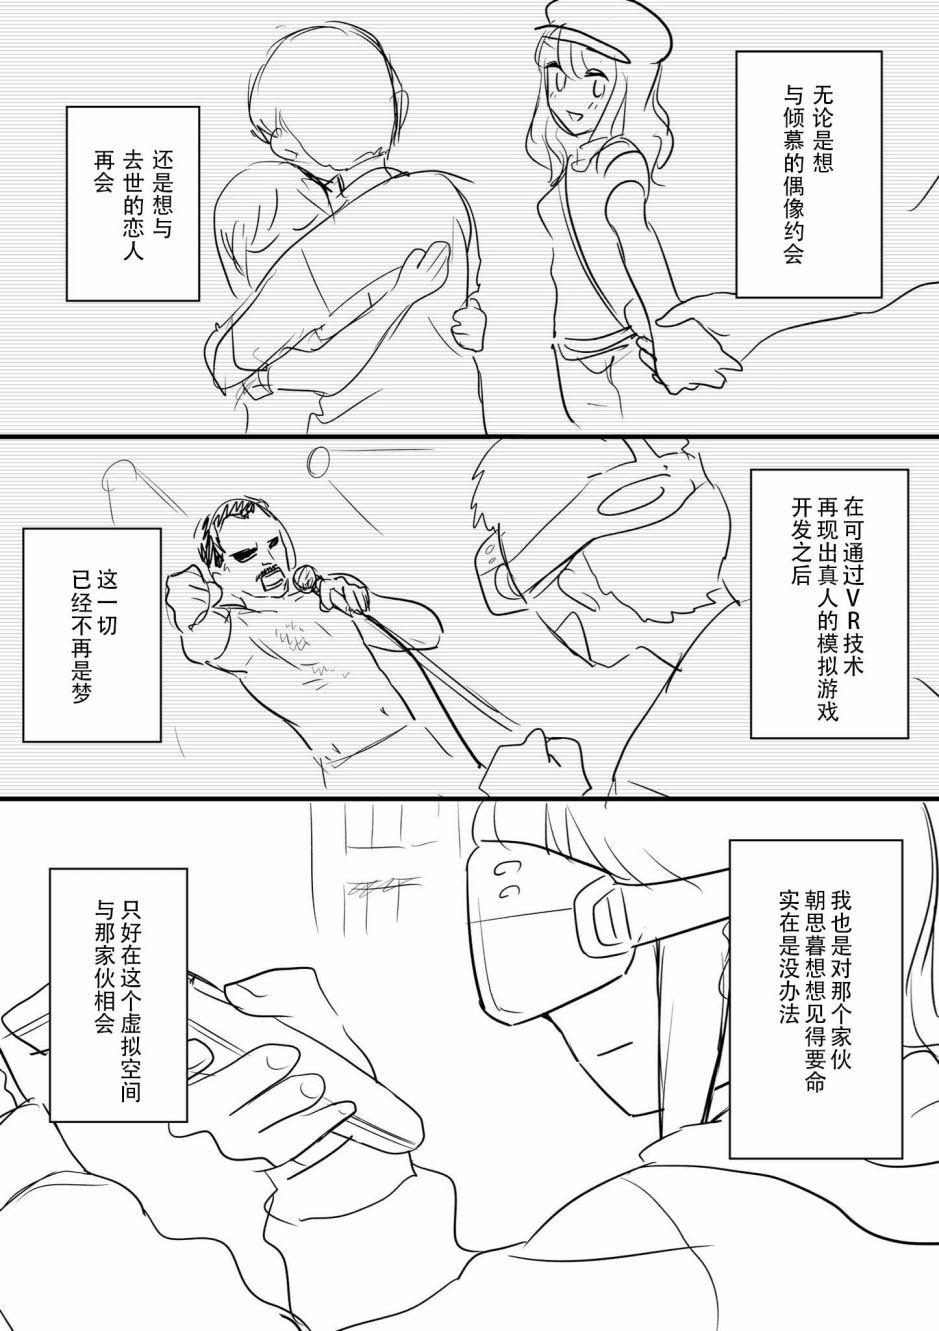 无论是想
与倾慕的偶像约会
还是想与
去世的恋人
再会
在可通过VR技术
再现出真人的模拟游戏
开发之后
这一切
已经不再是梦
我也是对那个家伙
朝思暮想想见得要命
实在是没办法
只好在这个虚拟空间
与那家伙相会